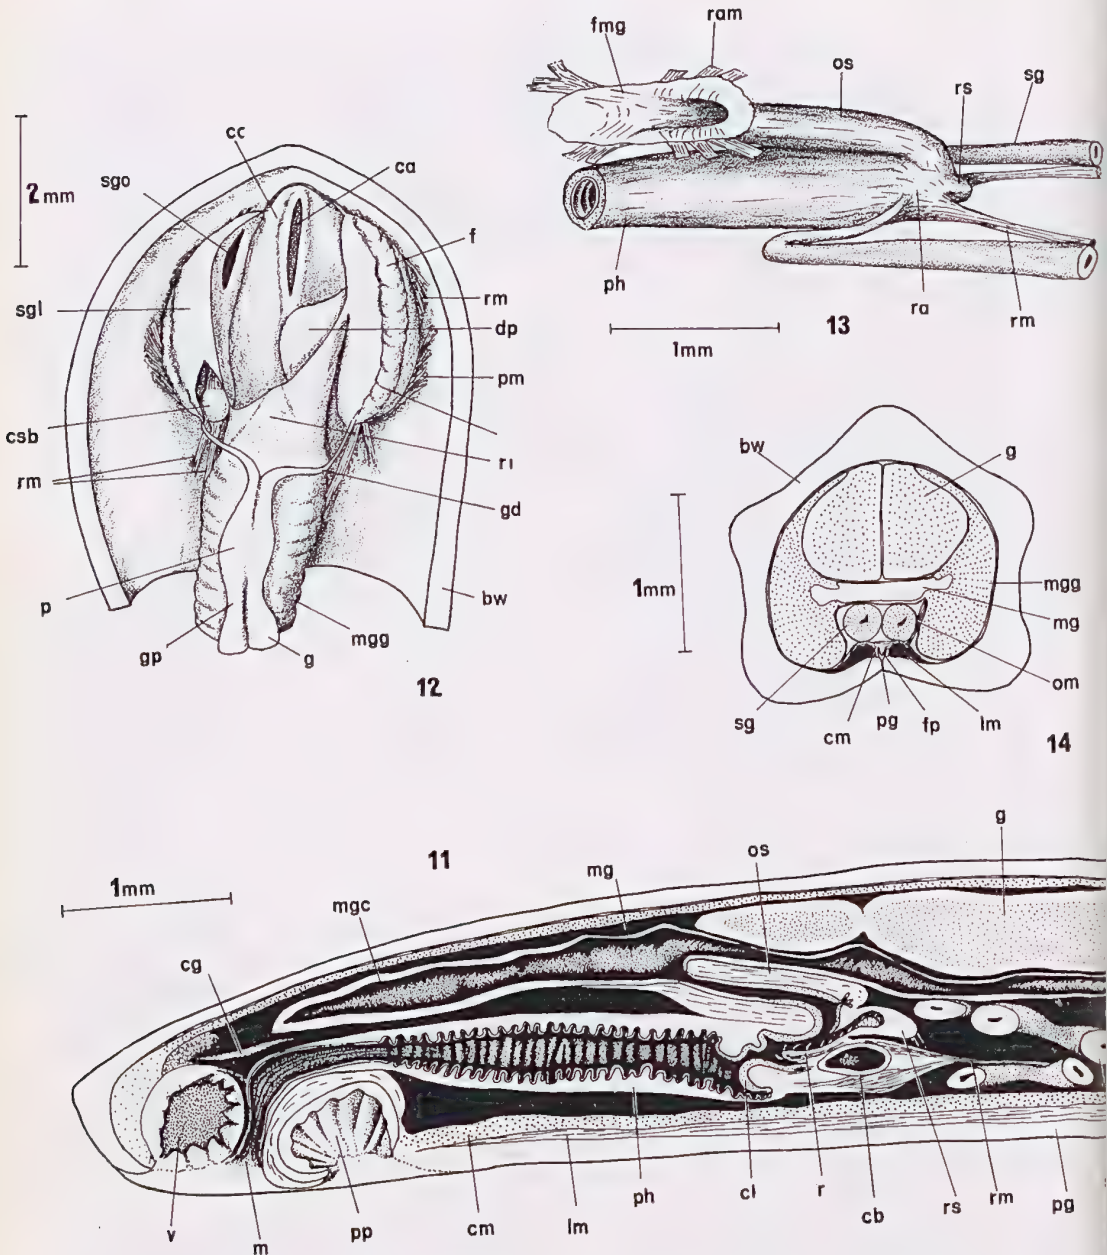 fmg
ram
os
rs
sg
cc
ca
sgo
2mm
f
rm
sgl
dp
pm
ph
ra
rm
13
1mm
csb
rm
ri
gd
p
bw
gp
g
mgg
12
bw
g
1mm
mgg
mg
om
sg
cm
pg
fp
lm
14
11
1mm
mgc
cg
mg
os
g
v
m
pp
cm
lm
ph
cl
r
cb
rs
rm
pg